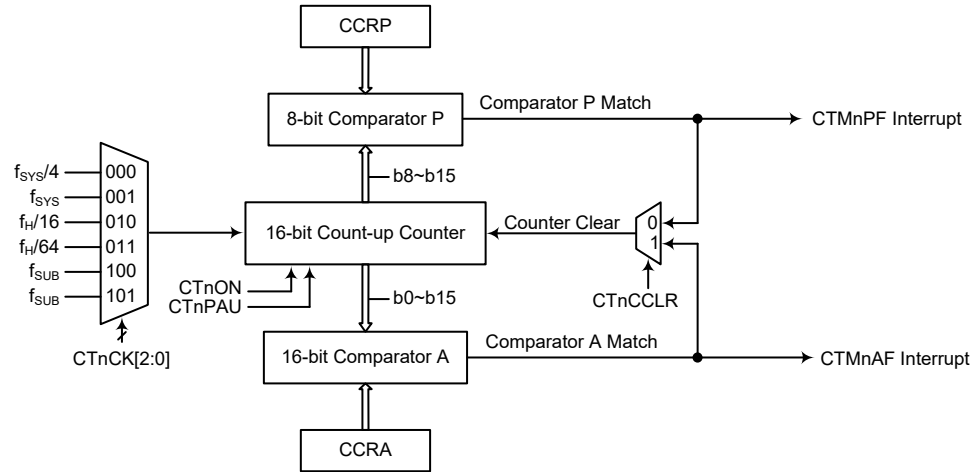 CCRP
8-bit Comparator P
Comparator P Match
CTMnPF Interrupt
b8~b15
fSYS/4
000
fSYS
001
fH/16
010
fH/64
011
fSUB
100
fSUB
101
CTnCK[2:0]
16-bit Count-up Counter
Counter Clear
0
1
CTnCCLR
CTnON
CTnPAU
b0~b15
16-bit Comparator A
Comparator A Match
CTMnAF Interrupt
CCRA